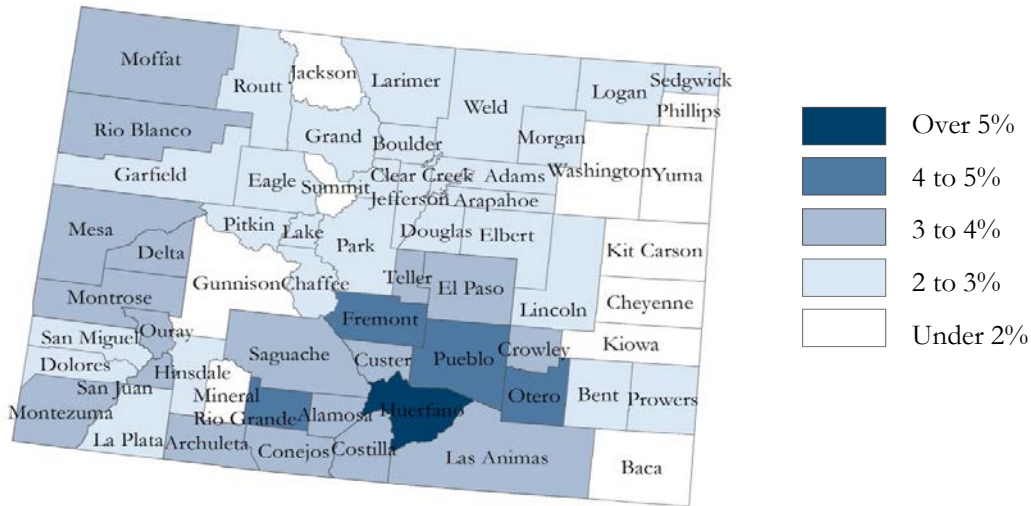 Moffat
Routt
Jackson
Larimer
Weld
Logan
Sedgwick
Phillips
Rio Blanco
Grand
Boulder
Morgan
Washington
Yuma
Garfield
Eagle
Summit
Clear Creek
Adams
Jefferson
Arapahoe
Mesa
Delta
Pitkin
Lake
Park
Douglas
Elbert
Kit Carson
Gunnison
Chaffee
Teller
El Paso
Lincoln
Cheyenne
Montrose
Ouray
Fremont
Kiowa
San Miguel
Saguache
Custer
Pueblo
Crowley
Dolores
San Juan
Hinsdale
Mineral
Otero
Bent
Prowers
Montezuma
Rio Grande
Alamosa
Huerfano
La Plata
Archuleta
Conejos
Costilla
Las Animas
Baca
Over 5%
4 to 5%
3 to 4%
2 to 3%
Under 2%